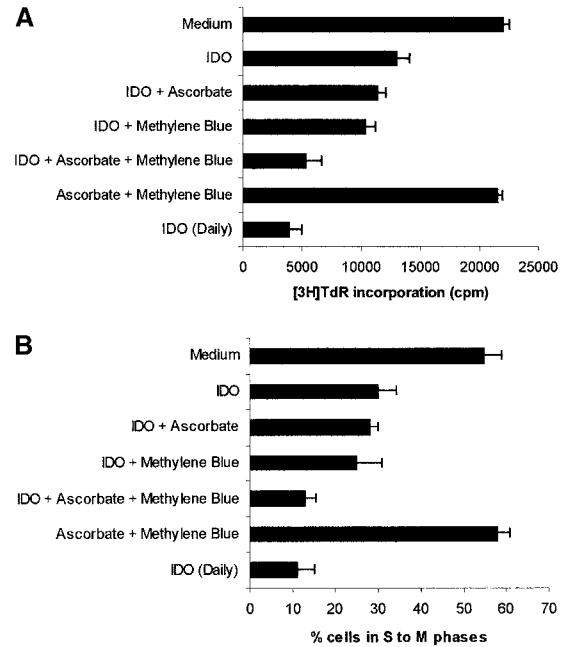 A
Medium
IDO
IDO + Ascorbate
IDO + Methylene Blue
IDO + Ascorbate + Methylene Blue
Ascorbate + Methylene Blue
IDO (Daily)
0 5000 10000 15000 20000 25000
[3H]TdR incorporation (cpm)
B
Medium
IDO
IDO + Ascorbate
IDO + Methylene Blue
IDO + Ascorbate + Methylene Blue
Ascorbate + Methylene Blue
IDO (Daily)
0 10 20 30 40 50 60 70
% cells in S to M phases